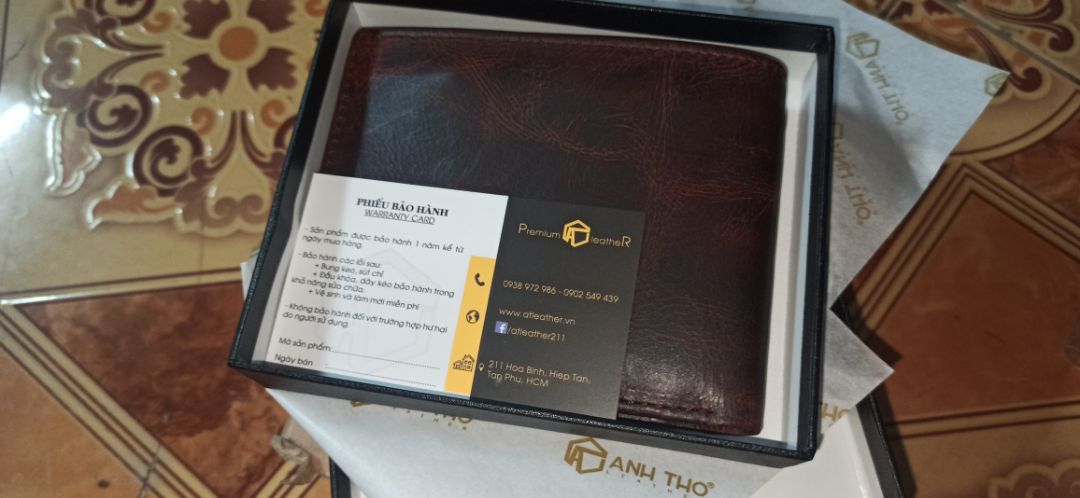 PHIẾU BẢO HÀNH
WARRANTY CARD
- Sản phẩm được bảo hành 1 năm kể từ
ngày mua hàng.
- Bảo hành các lỗi sau:
+ Bung keo, sút chỉ
+ Đầu khóa, dây kéo bảo hành trong
khả năng sửa chữa.
+ Vệ sinh và làm mới miễn phí
- Không bảo hành đối với trường hợp hư hại
do người sử dụng.
Mã sản phẩm:
Ngày bán :
Premium leatheR
0938 972 986 - 0902 549 439
www.atleather.vn
/atleather211
211 Hoa Binh, Hiep Tan,
Tan Phu, HCM
ANH THƠ
ANH THO®
LEATHER